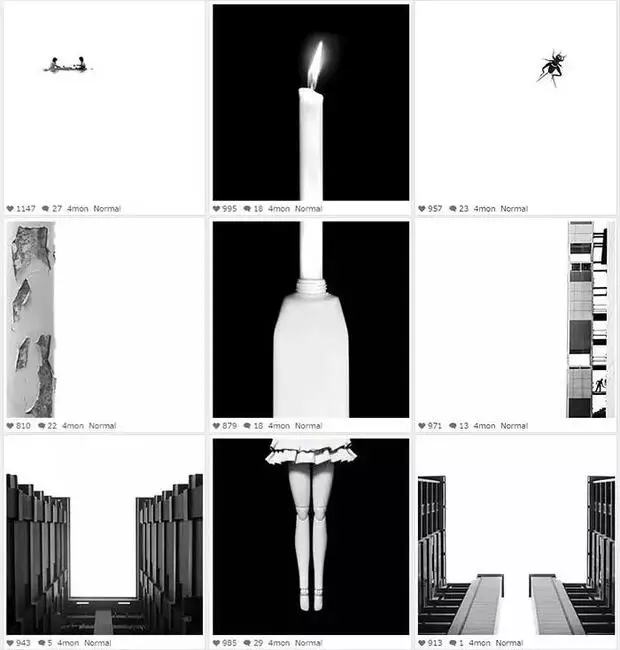 1147 27 4mon Normal
995 18 4mon Normal
957 23 4mon Normal
810 22 4mon Normal
879 18 4mon Normal
971 13 4mon Normal
943 5 4mon Normal
985 29 4mon Normal
913 1 4mon Normal